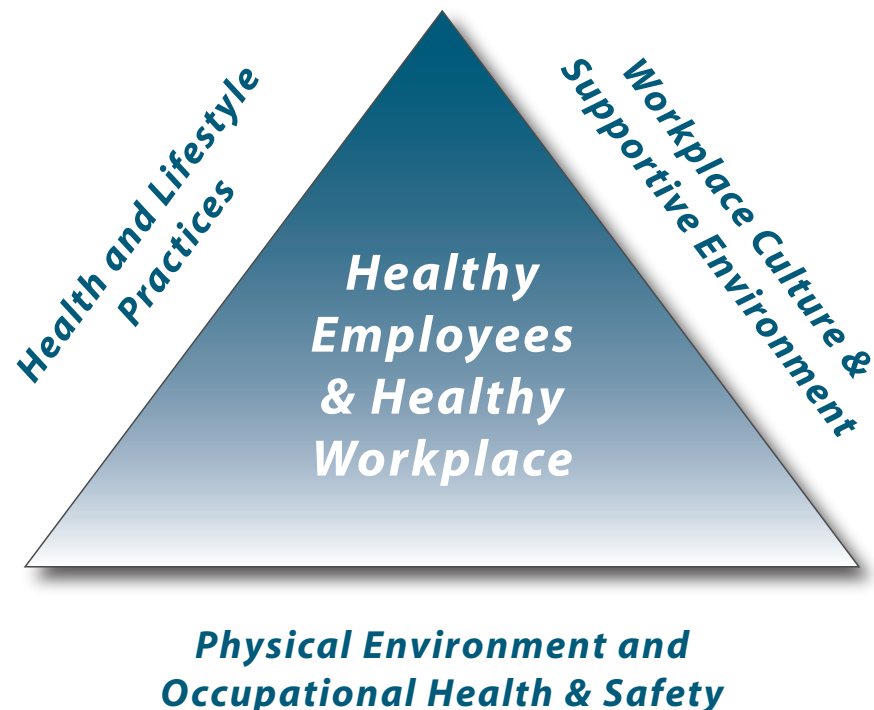 Health and Lifestyle
Practices
Workplace Culture &
Supportive Environment
Healthy
Employees
& Healthy
Workplace
Physical Environment and
Occupational Health & Safety